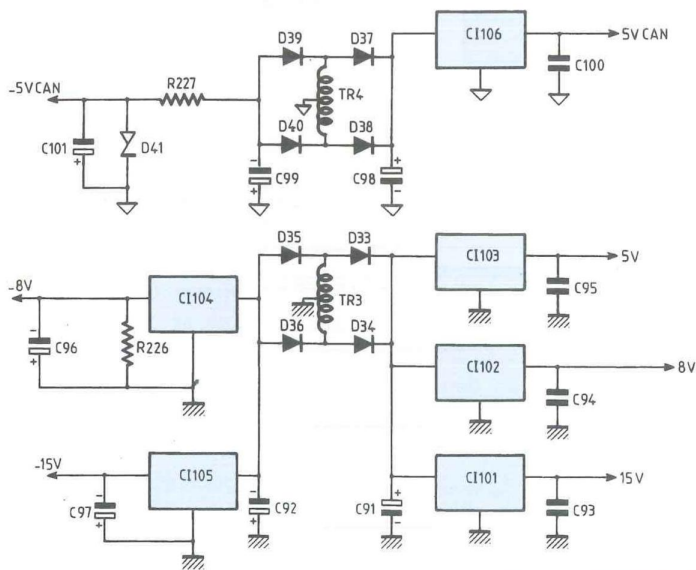 D39 D37 CI106 5V CAN
-5V CAN R227 TR4 C100
C101 D41 D40 D38
C99 C98
D35 D33 CI103 5V
-8V CI104 TR3 C95
C96 R226 D36 D34 CI102 8V
C94
-15V CI105 CI101 15V
C97 C92 C91 C93